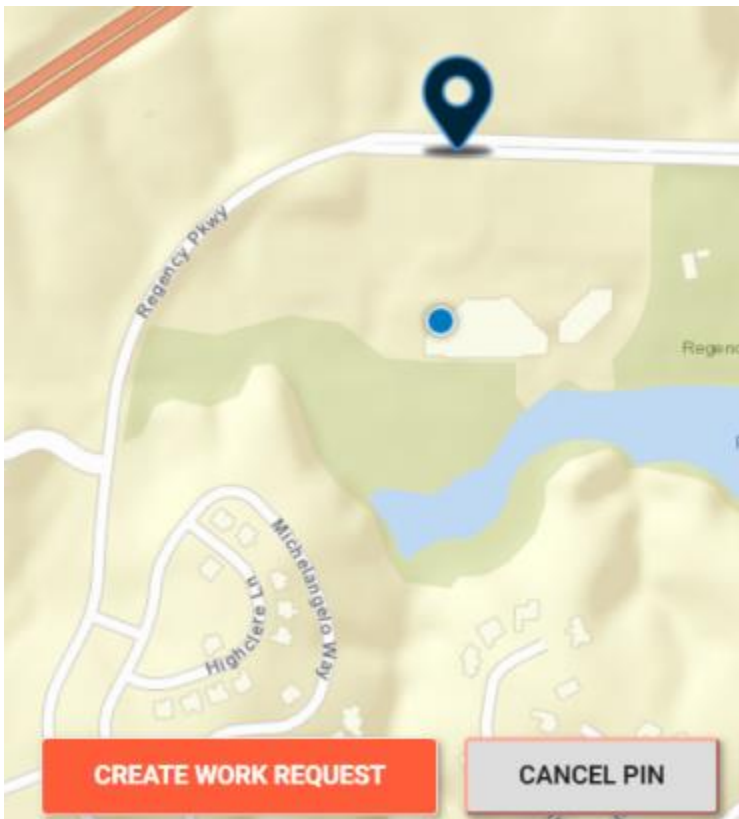 Regency Pkwy
Regenc
Michelangelo Way
Highclere Ln
CREATE WORK REQUEST
CANCEL PIN